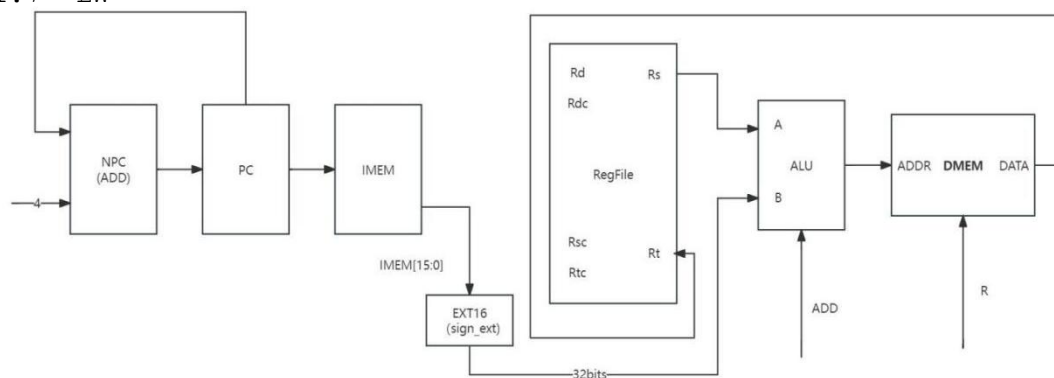 NPC
(ADD)
4
PC
IMEM
IMEM[15:0]
EXT16
(sign_ext)
32bits
Rd
Rs
Rdc
RegFile
Rsc
Rt
Rtc
A
ALU
B
ADD
ADDR DMEM DATA
R